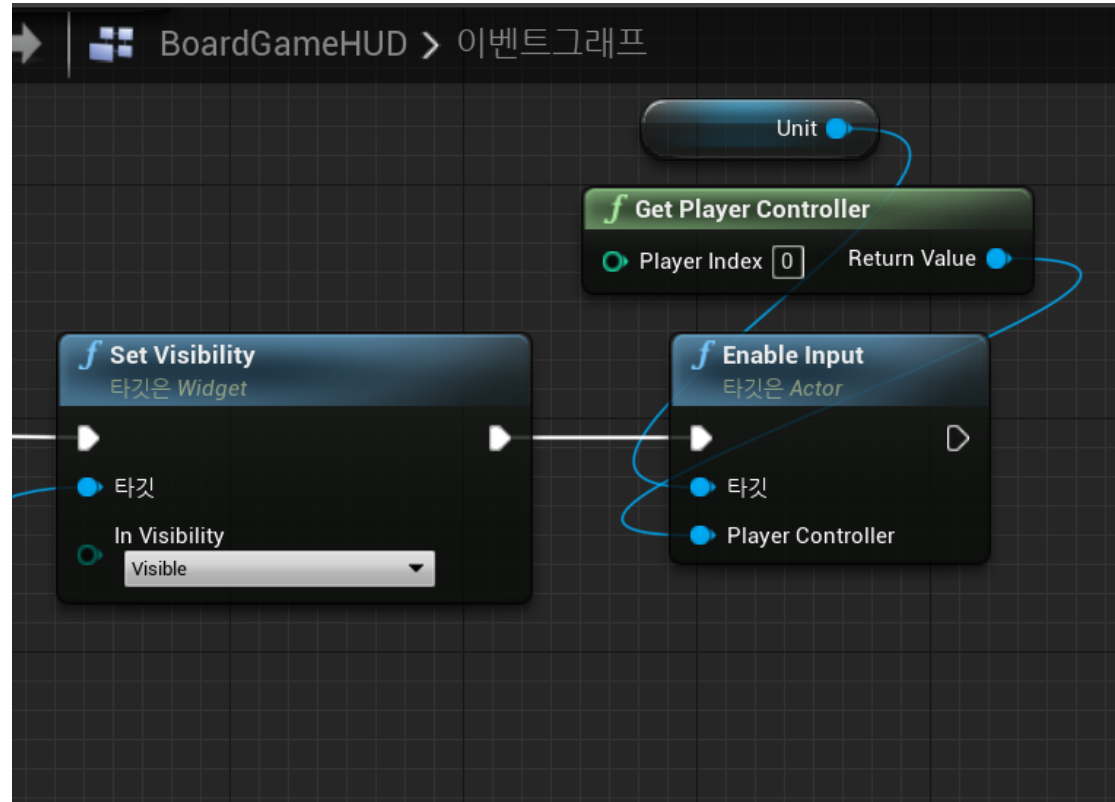 BoardGameHUD > 이벤트그래프
Unit
f Get Player Controller
Player Index 0 Return Value
f Set Visibility
타깃은 Widget
타깃
In Visibility
Visible
f Enable Input
타깃은 Actor
타깃
Player Controller